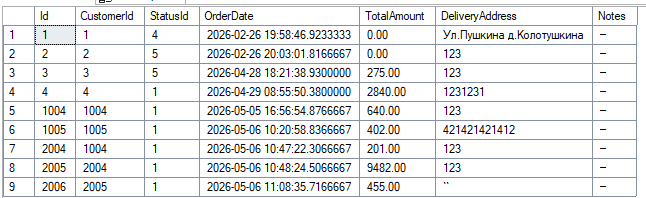 Id CustomerId StatusId OrderDate TotalAmount DeliveryAddress Notes
1 1 1 4 2026-02-26 19:58:46.9233333 0.00 Ул.Пушкина д.Колотушкина –
2 2 2 5 2026-02-26 20:03:01.8166667 0.00 123 –
3 3 3 5 2026-04-28 18:21:38.9300000 275.00 123 –
4 4 4 1 2026-04-29 08:55:50.3800000 2840.00 1231231 –
5 1004 1004 1 2026-05-05 16:56:54.8766667 640.00 123 –
6 1005 1005 1 2026-05-06 10:20:58.8366667 402.00 421421421412 –
7 2004 1004 1 2026-05-06 10:47:22.3066667 201.00 123 –
8 2005 2004 1 2026-05-06 10:48:24.5066667 9482.00 123 –
9 2006 2005 1 2026-05-06 11:08:35.7166667 455.00 `` –